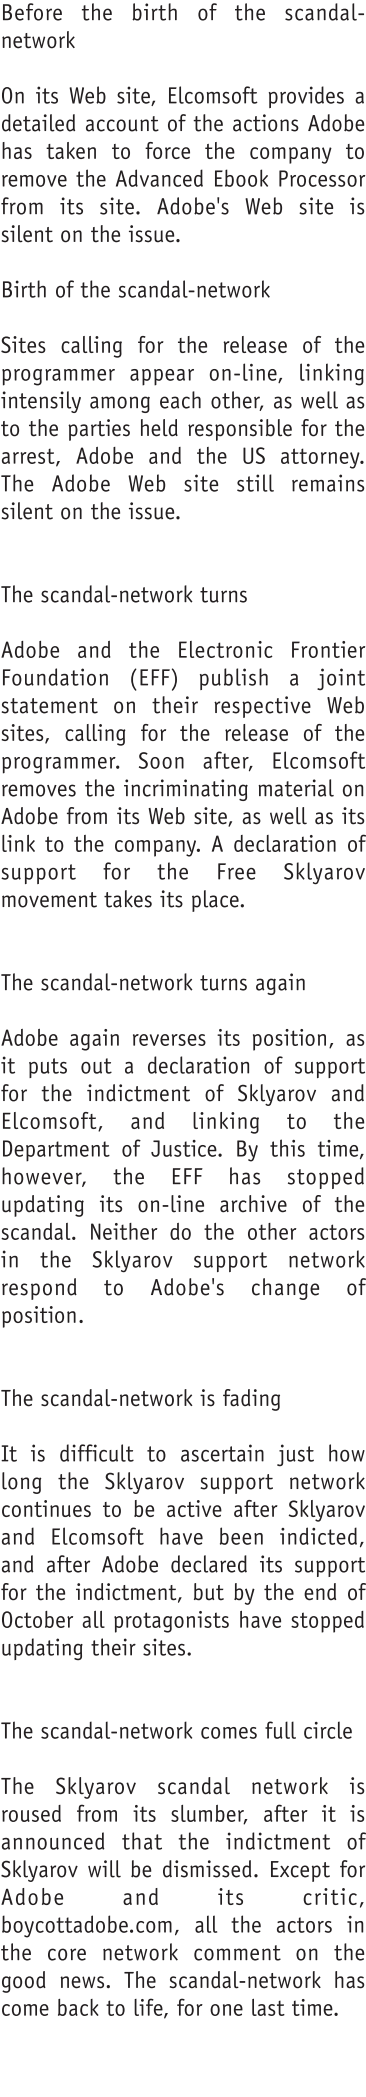 Before the birth of the scandal-
network
On its Web site, Elcomsoft provides a
detailed account of the actions Adobe
has taken to force the company to
remove the Advanced Ebook Processor
from its site. Adobe's Web site is
silent on the issue.
Birth of the scandal-network
Sites calling for the release of the
programmer appear on-line, linking
intensily among each other, as well as
to the parties held responsible for the
arrest, Adobe and the US attorney.
The Adobe Web site still remains
silent on the issue.
The scandal-network turns
Adobe and the Electronic Frontier
Foundation (EFF) publish a joint
statement on their respective Web
sites, calling for the release of the
programmer. Soon after, Elcomsoft
removes the incriminating material on
Adobe from its Web site, as well as its
link to the company. A declaration of
support for the Free Sklyarov
movement takes its place.
The scandal-network turns again
Adobe again reverses its position, as
it puts out a declaration of support
for the indictment of Sklyarov and
Elcomsoft, and linking to the
Department of Justice. By this time,
however, the EFF has stopped
updating its on-line archive of the
scandal. Neither do the other actors
in the Sklyarov support network
respond to Adobe's change of
position.
The scandal-network is fading
It is difficult to ascertain just how
long the Sklyarov support network
continues to be active after Sklyarov
and Elcomsoft have been indicted,
and after Adobe declared its support
for the indictment, but by the end of
October all protagonists have stopped
updating their sites.
The scandal-network comes full circle
The Sklyarov scandal network is
roused from its slumber, after it is
announced that the indictment of
Sklyarov will be dismissed. Except for
Adobe and its critic,
boycottadobe.com, all the actors in
the core network comment on the
good news. The scandal-network has
come back to life, for one last time.